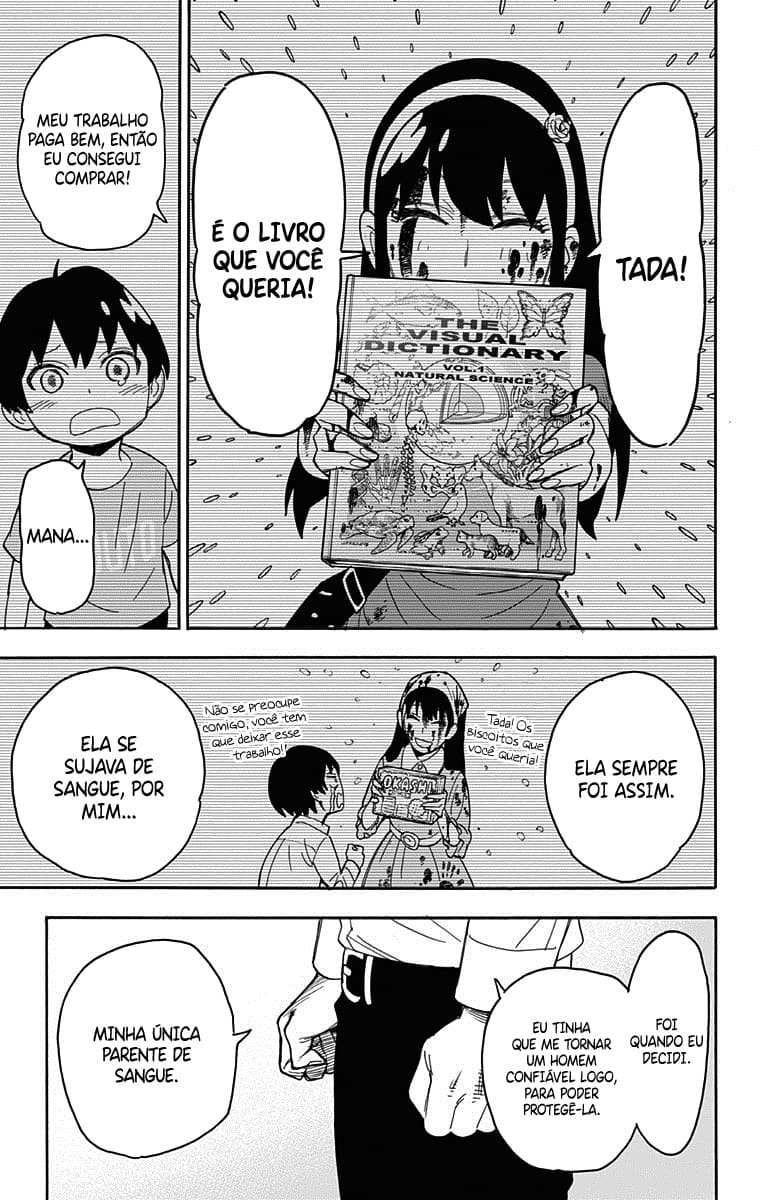 TADA!
É O LIVRO
QUE VOCÊ
QUERIA!
THE
VISUAL
DICTIONARY
VOL.1
NATURAL SCIENCE
MEU TRABALHO
PAGA BEM, ENTÃO
EU CONSEGUI
COMPRAR!
MANA...
ELA SEMPRE
FOI ASSIM.
Tada! Os
Biscoitos que
você queria!
OKASHI
Não se preocupe
comigo, você tem
que deixar esse
trabalho!!
ELA SE
SUJAVA DE
SANGUE, POR
MIM...
FOI
QUANDO EU
DECIDI.
EU TINHA
QUE ME TORNAR
UM HOMEM
CONFIÁVEL LOGO,
PARA PODER
PROTEGÊ-LA.
MINHA ÚNICA
PARENTE DE
SANGUE.